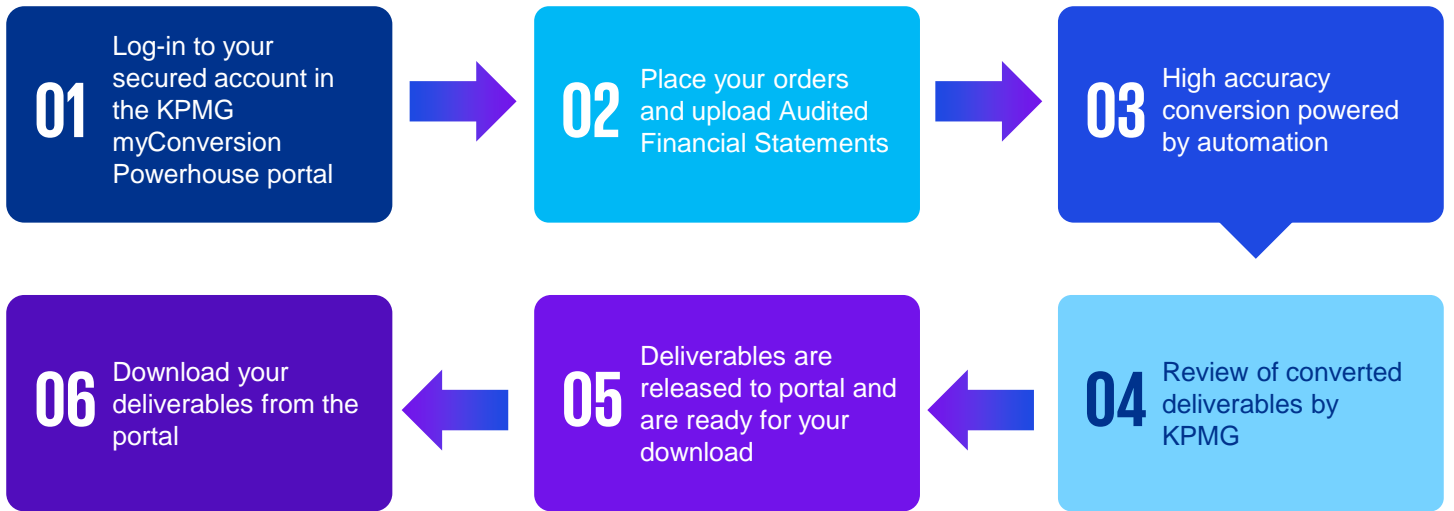 01
Log-in to your
secured account in
the KPMG
myConversion
Powerhouse portal
02
Place your orders
and upload Audited
Financial Statements
03
High accuracy
conversion powered
by automation
04
Review of converted
deliverables by
KPMG
05
Deliverables are
released to portal and
are ready for your
download
06
Download your
deliverables from the
portal